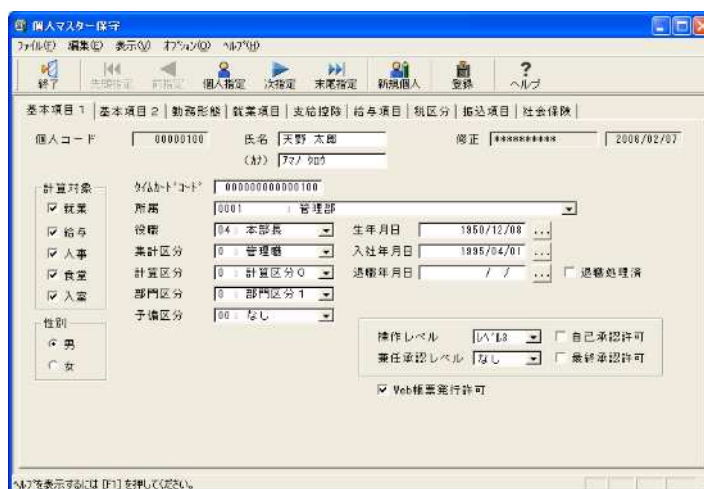 個人マスター保守
ファイル(F) 編集(E) 表示(V) オプション(O) ヘルプ(H)
終了 先頭指定 前指定 個人指定 次指定 末尾指定 新規個人 登録 ヘルプ
基本項目1 基本項目2 勤務形態 就業項目 支給控除 給与項目 税区分 振込項目 社会保険
個人コード 00000100 氏名 天野 太郎 修正 ********** 2006/02/07
(カナ) アマノ タロウ
計算対象 タイムカードコード 000000000000100
就業 所属 0001 : 管理部
給与 役職 04: 本部長 生年月日 1950/12/08 ...
人事 集計区分 0 : 管理職 入社年月日 1995/04/01 ...
食堂 計算区分 0 : 計算区分0 退職年月日 / / ... 退職処理済
入室 部門区分 0 : 部門区分1
性別 予備区分 00: なし
男 操作レベル レベル3 自己承認許可
女 兼任承認レベル なし 最終承認許可
Web帳票発行許可
ヘルプを表示するには [F1] を押してください。